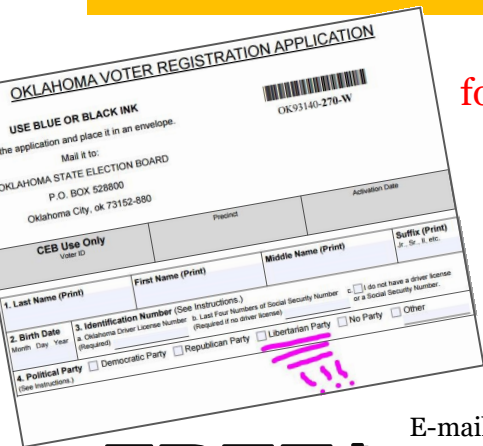 OKLAHOMA VOTER REGISTRATION APPLICATION
USE BLUE OR BLACK INK
the application and place it in an envelope.
Mail it to:
OKLAHOMA STATE ELECTION BOARD
P.O. BOX 528800
Oklahoma City, ok 73152-880
OK93140-270-W
fo
CEB Use Only
Voter ID
Precinct
Activation Date
1. Last Name (Print)
First Name (Print)
Middle Name (Print)
Suffix (Print)
Jr., Sr., II, etc.
2. Birth Date
Month Day Year
3. Identification Number (See Instructions.)
a. Oklahoma Driver License Number
(Required)
b. Last Four Numbers of Social Security Number
(Required if no driver license)
c. I do not have a driver license
or a Social Security Number.
4. Political Party
(See Instructions.)
Democratic Party Republican Party Libertarian Party No Party Other
!!!
E-mail